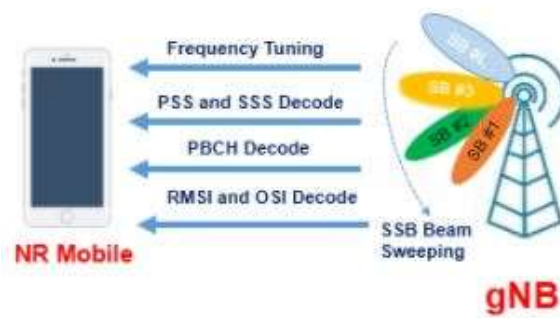 Frequency Tuning
PSS and SSS Decode
PBCH Decode
RMSI and OSI Decode
NR Mobile
SB #3
SB #2
SB #1
SSB Beam
Sweeping
gNB